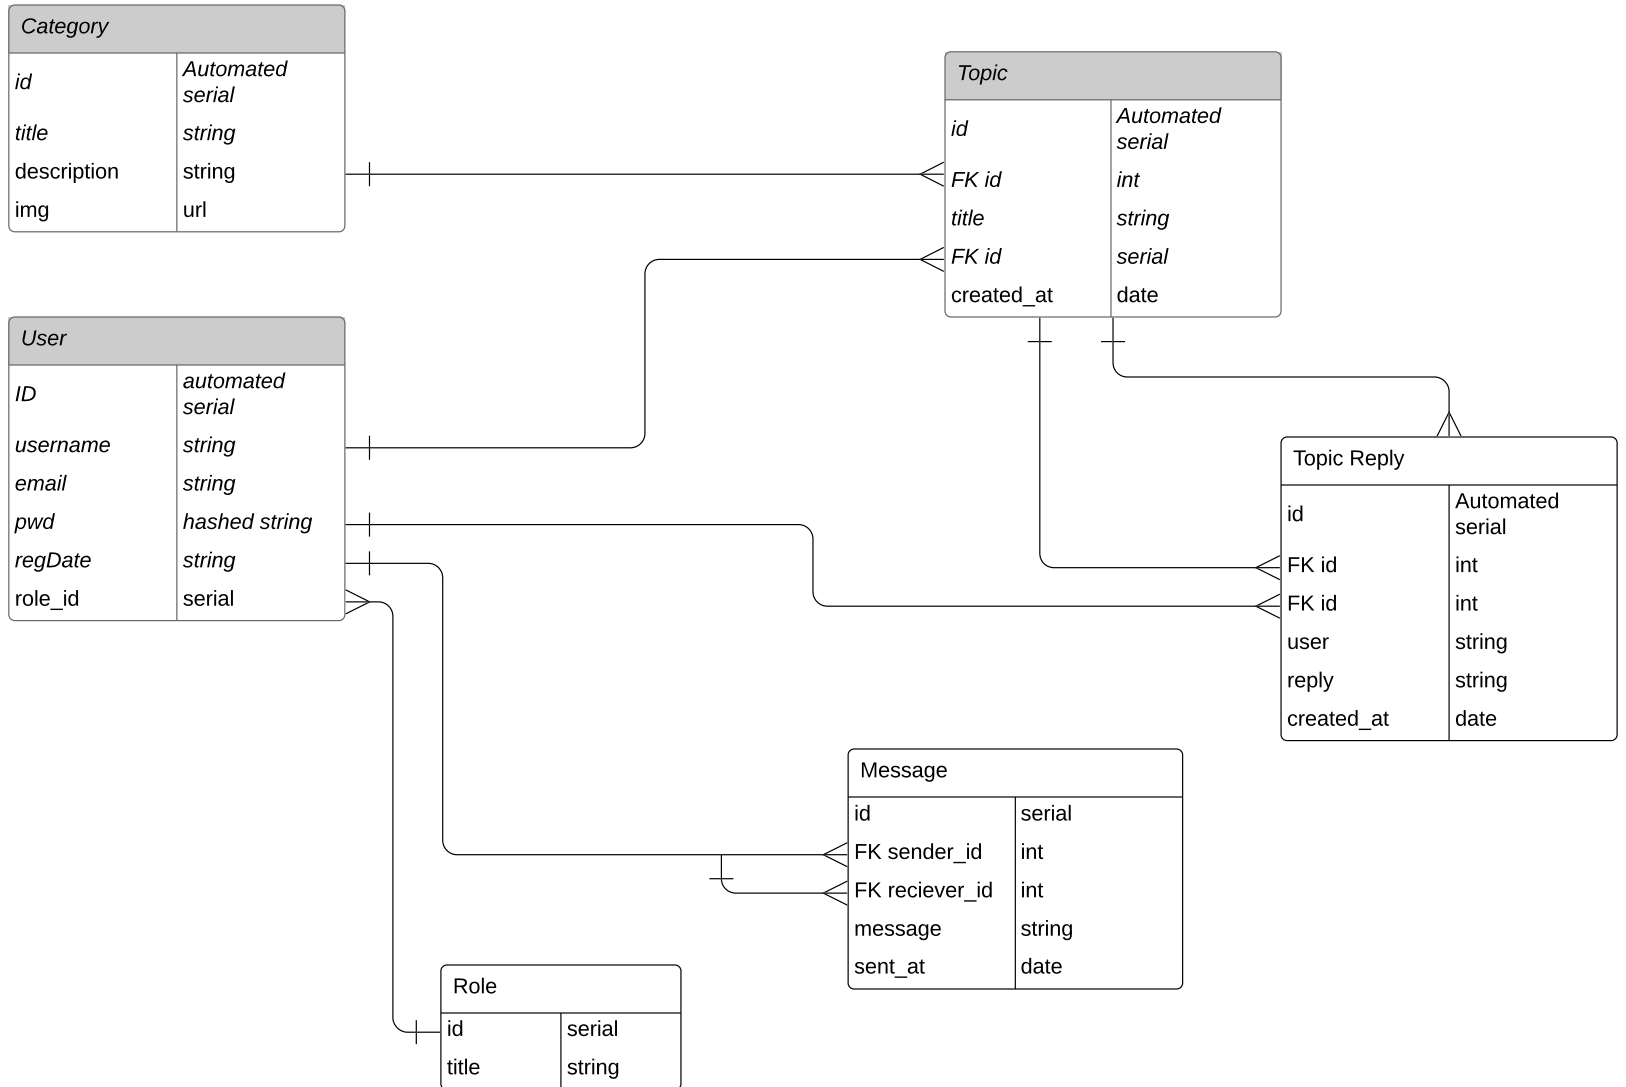 Category
id
Automated
serial
title string
description string
img url
Topic
id
Automated
serial
FK id int
title string
FK id serial
created_at date
User
ID
automated
serial
username string
email string
pwd hashed string
regDate string
role_id serial
Topic Reply
id
Automated
serial
FK id int
FK id int
user string
reply string
created_at date
Message
id serial
FK sender_id int
FK reciever_id int
message string
sent_at date
Role
id serial
title string